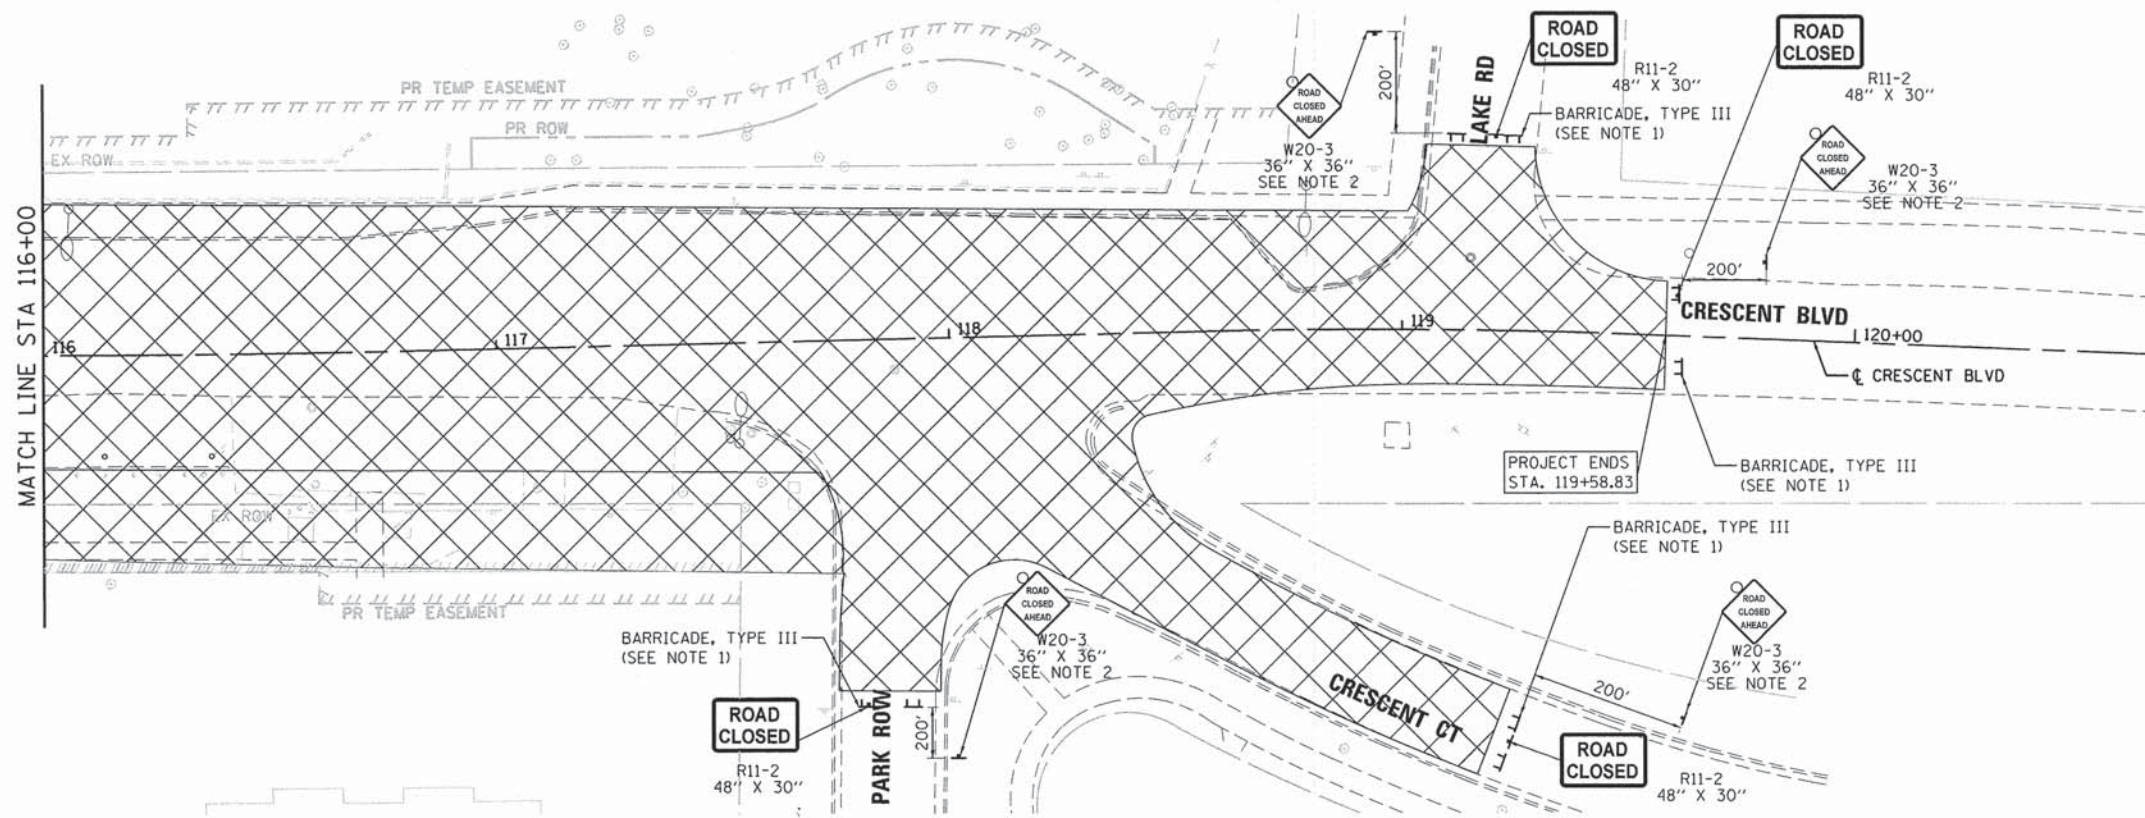 MATCH LINE STA 116+00
PR TEMP EASEMENT
PR ROW
EX ROW
ROAD
CLOSED
AHEAD
W20-3
36" X 36"
SEE NOTE 2
200'
LAKE RD
ROAD
CLOSED
R11-2
48" X 30"
BARRICADE, TYPE III
(SEE NOTE 1)
ROAD
CLOSED
R11-2
48" X 30"
ROAD
CLOSED
AHEAD
W20-3
36" X 36"
SEE NOTE 2
200'
CRESCENT BLVD
116
117
118
119
120+00
℄ CRESCENT BLVD
PROJECT ENDS
STA. 119+58.83
BARRICADE, TYPE III
(SEE NOTE 1)
EX ROW
PR TEMP EASEMENT
BARRICADE, TYPE III
(SEE NOTE 1)
ROAD
CLOSED
R11-2
48" X 30"
PARK ROW
200'
ROAD
CLOSED
AHEAD
W20-3
36" X 36"
SEE NOTE 2
CRESCENT CT
BARRICADE, TYPE III
(SEE NOTE 1)
200'
ROAD
CLOSED
AHEAD
W20-3
36" X 36"
SEE NOTE 2
ROAD
CLOSED
R11-2
48" X 30"